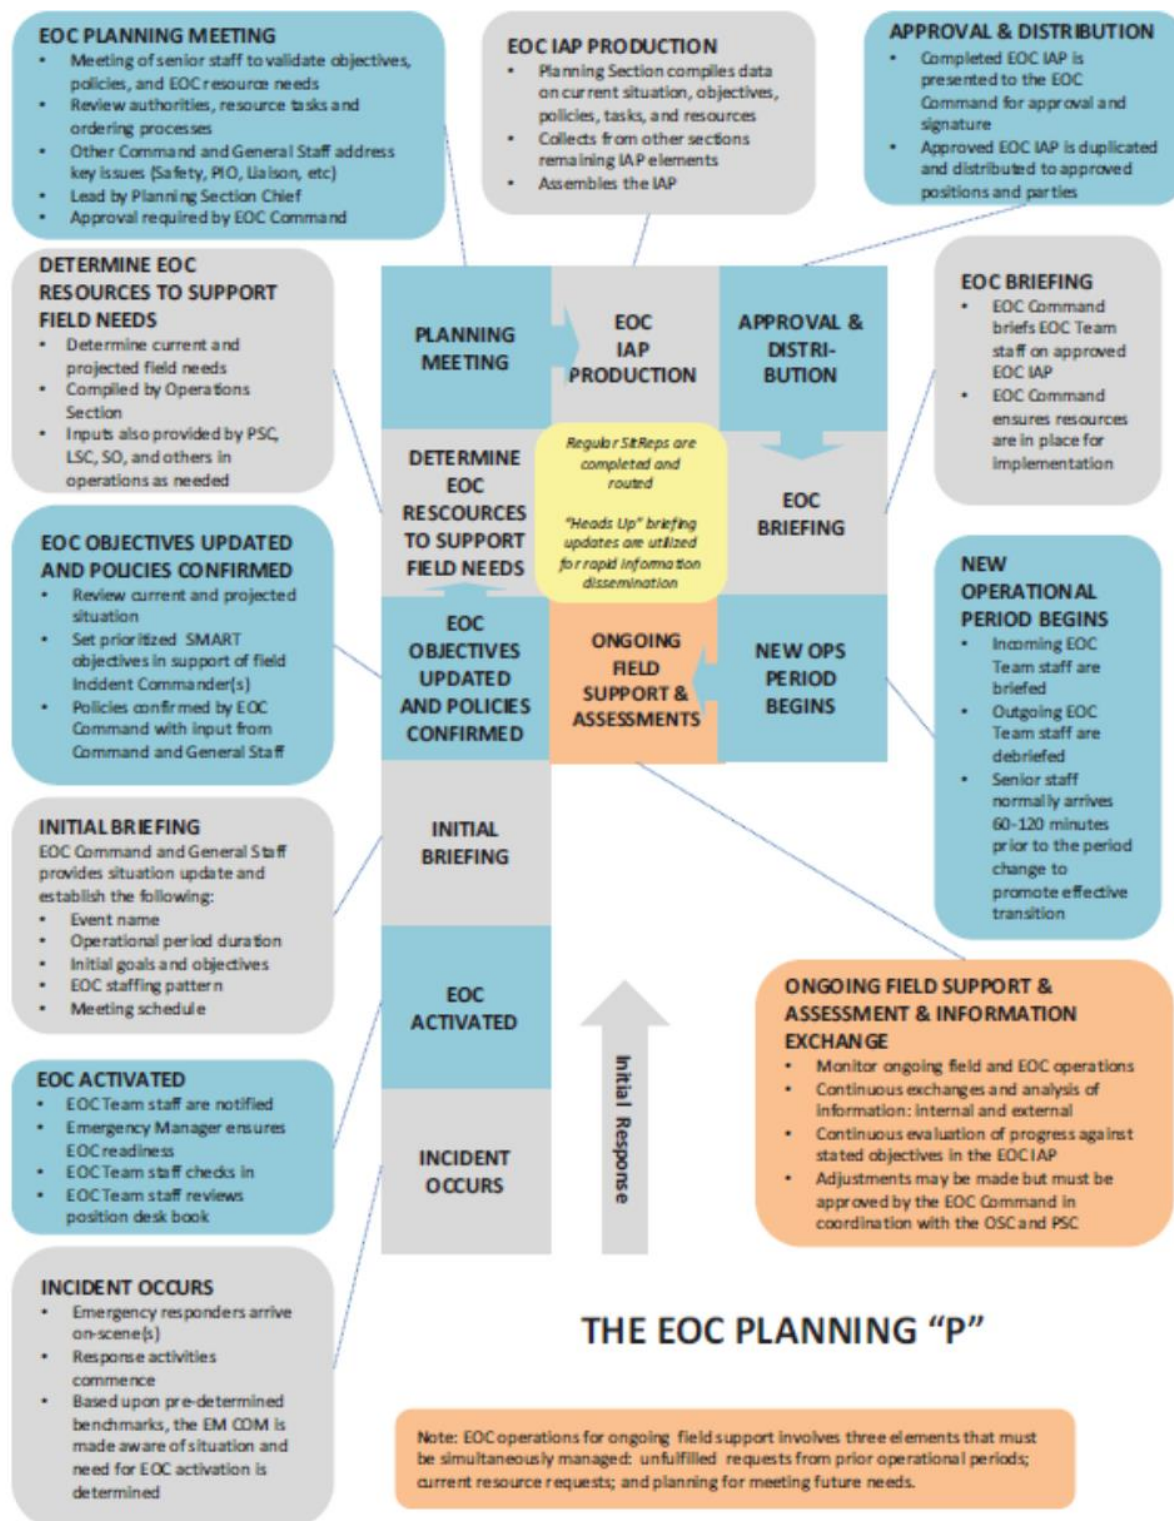 EOC PLANNING MEETING
• Meeting of senior staff to validate objectives,
policies, and EOC resource needs
• Review authorities, resource tasks and
ordering processes
• Other Command and General Staff address
key issues (Safety, PIO, Liaison, etc)
• Lead by Planning Section Chief
• Approval required by EOC Command
EOC IAP PRODUCTION
• Planning Section compiles data
on current situation, objectives,
policies, tasks, and resources
• Collects from other sections
remaining IAP elements
• Assembles the IAP
APPROVAL & DISTRIBUTION
• Completed EOC IAP is
presented to the EOC
Command for approval and
signature
• Approved EOC IAP is duplicated
and distributed to approved
positions and parties
DETERMINE EOC
RESOURCES TO SUPPORT
FIELD NEEDS
• Determine current and
projected field needs
• Compiled by Operations
Section
• Inputs also provided by PSC,
LSC, SO, and others in
operations as needed
PLANNING
MEETING
EOC
IAP
PRODUCTION
APPROVAL &
DISTRI-
BUTION
EOC BRIEFING
• EOC Command
briefs EOC Team
staff on approved
EOC IAP
• EOC Command
ensures resources
are in place for
implementation
DETERMINE
EOC
RESCOURCES
TO SUPPORT
FIELD NEEDS
Regular SitReps are
completed and
routed
"Heads Up" briefing
updates are utilized
for rapid information
dissemination
EOC
BRIEFING
EOC OBJECTIVES UPDATED
AND POLICIES CONFIRMED
• Review current and projected
situation
• Set prioritized SMART
objectives in support of field
Incident Commander(s)
• Policies confirmed by EOC
Command with input from
Command and General Staff
EOC
OBJECTIVES
UPDATED
AND POLICIES
CONFIRMED
ONGOING
FIELD
SUPPORT &
ASSESSMENTS
NEW OPS
PERIOD
BEGINS
NEW
OPERATIONAL
PERIOD BEGINS
• Incoming EOC
Team staff are
briefed
• Outgoing EOC
Team staff are
debriefed
• Senior staff
normally arrives
60-120 minutes
prior to the period
change to
promote effective
transition
INITIAL BRIEFING
EOC Command and General Staff
provides situation update and
establish the following:
• Event name
• Operational period duration
• Initial goals and objectives
• EOC staffing pattern
• Meeting schedule
INITIAL
BRIEFING
EOC
ACTIVATED
Initial Response
ONGOING FIELD SUPPORT &
ASSESSMENT & INFORMATION
EXCHANGE
• Monitor ongoing field and EOC operations
• Continuous exchanges and analysis of
information: internal and external
• Continuous evaluation of progress against
stated objectives in the EOC IAP
• Adjustments may be made but must be
approved by the EOC Command in
coordination with the OSC and PSC
EOC ACTIVATED
• EOC Team staff are notified
• Emergency Manager ensures
EOC readiness
• EOC Team staff checks in
• EOC Team staff reviews
position desk book
INCIDENT
OCCURS
INCIDENT OCCURS
• Emergency responders arrive
on-scene(s)
• Response activities
commence
• Based upon pre-determined
benchmarks, the EM COM is
made aware of situation and
need for EOC activation is
determined
THE EOC PLANNING "P"
Note: EOC operations for ongoing field support involves three elements that must
be simultaneously managed: unfulfilled requests from prior operational periods;
current resource requests; and planning for meeting future needs.